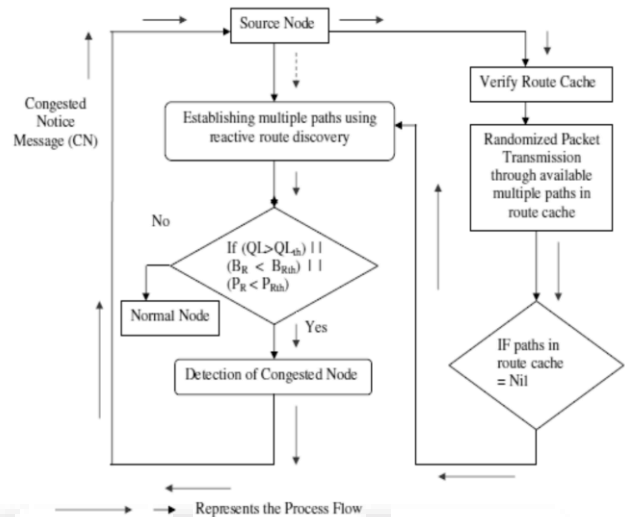 Source Node
Congested
Notice
Message (CN)
Establishing multiple paths using
reactive route discovery
Verify Route Cache
Randomized Packet
Transmission
through available
multiple paths in
route cache
No
If (QL>QLth) ||
(BR < BRth) ||
(PR < PRth)
Normal Node
Yes
Detection of Congested Node
IF paths in
route cache
= Nil
Represents the Process Flow